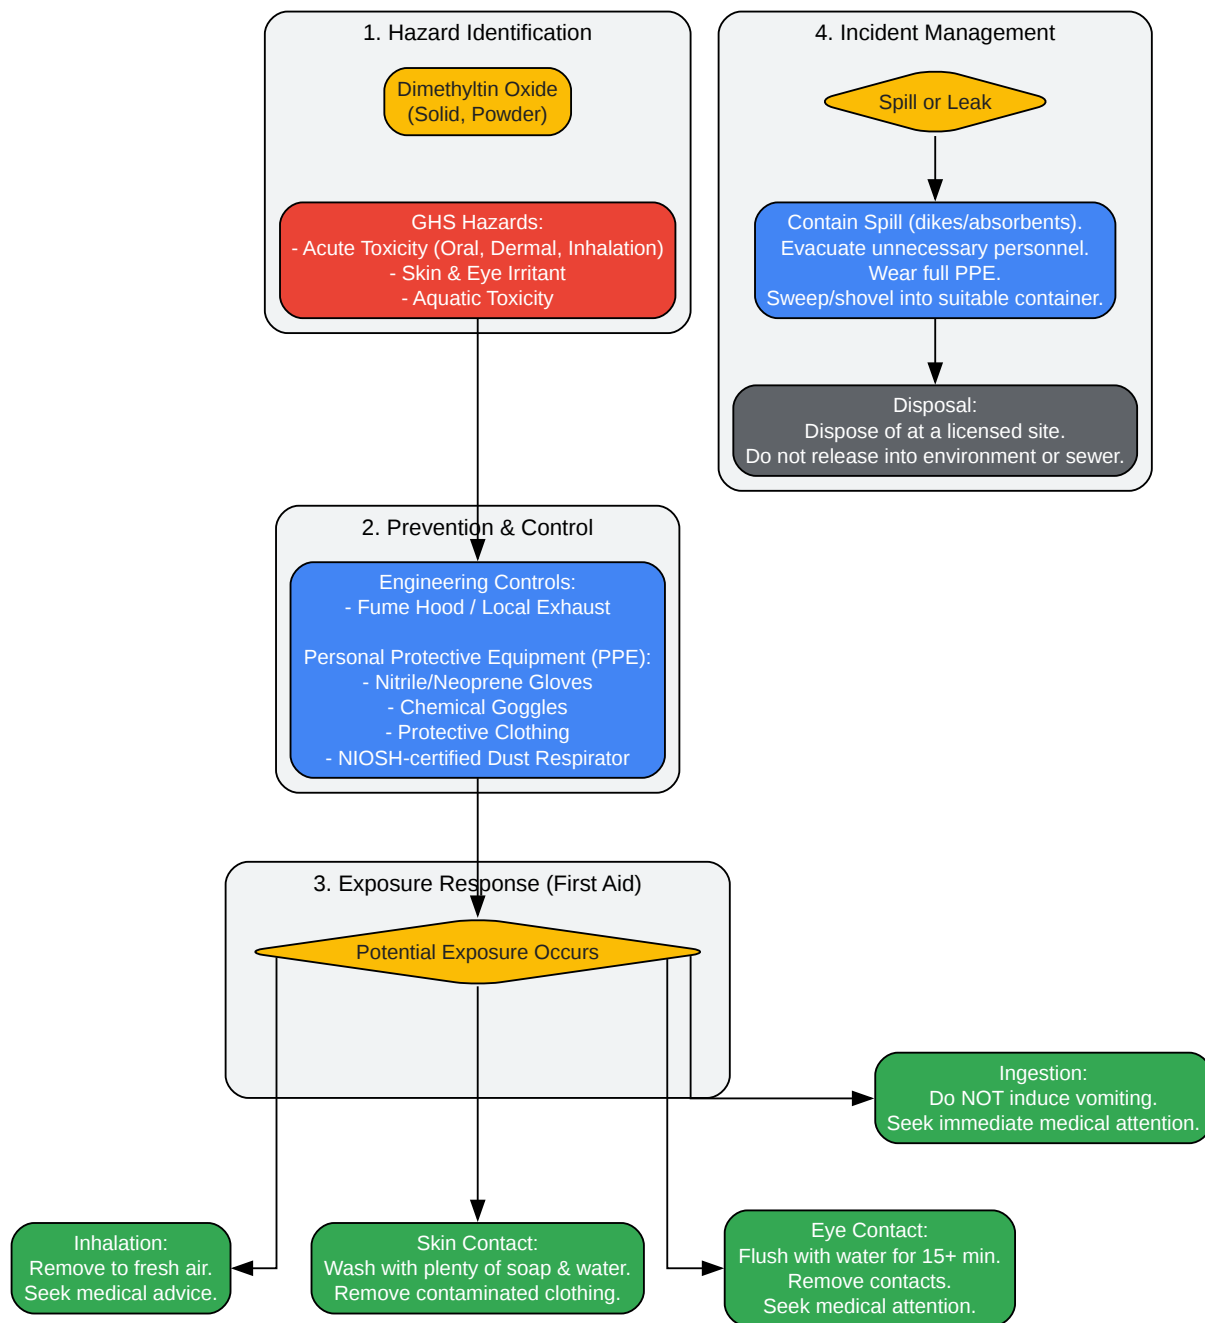 1. Hazard Identification
Dimethyltin Oxide
(Solid, Powder)
GHS Hazards:
- Acute Toxicity (Oral, Dermal, Inhalation)
- Skin & Eye Irritant
- Aquatic Toxicity
4. Incident Management
Spill or Leak
Contain Spill (dikes/absorbents).
Evacuate unnecessary personnel.
Wear full PPE.
Sweep/shovel into suitable container.
Disposal:
Dispose of at a licensed site.
Do not release into environment or sewer.
2. Prevention & Control
Engineering Controls:
- Fume Hood / Local Exhaust
Personal Protective Equipment (PPE):
- Nitrile/Neoprene Gloves
- Chemical Goggles
- Protective Clothing
- NIOSH-certified Dust Respirator
3. Exposure Response (First Aid)
Potential Exposure Occurs
Ingestion:
Do NOT induce vomiting.
Seek immediate medical attention.
Inhalation:
Remove to fresh air.
Seek medical advice.
Skin Contact:
Wash with plenty of soap & water.
Remove contaminated clothing.
Eye Contact:
Flush with water for 15+ min.
Remove contacts.
Seek medical attention.